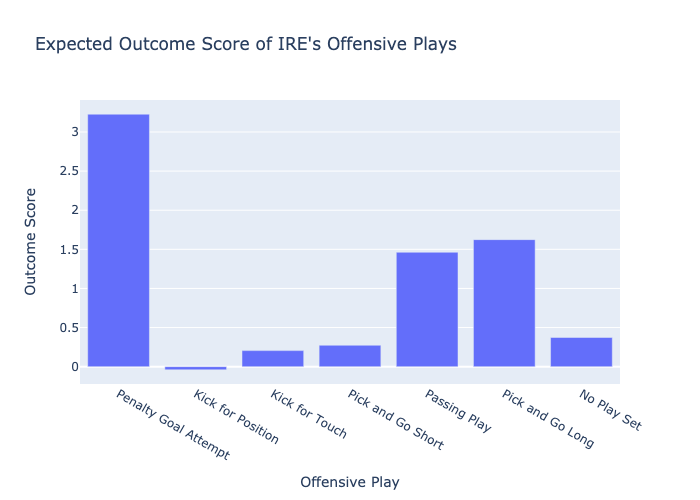 Expected Outcome Score of IRE's Offensive Plays
Outcome Score
3
2.5
2
1.5
1
0.5
0
Penalty Goal Attempt
Kick for Position
Kick for Touch
Pick and Go Short
Passing Play
Pick and Go Long
No Play Set
Offensive Play